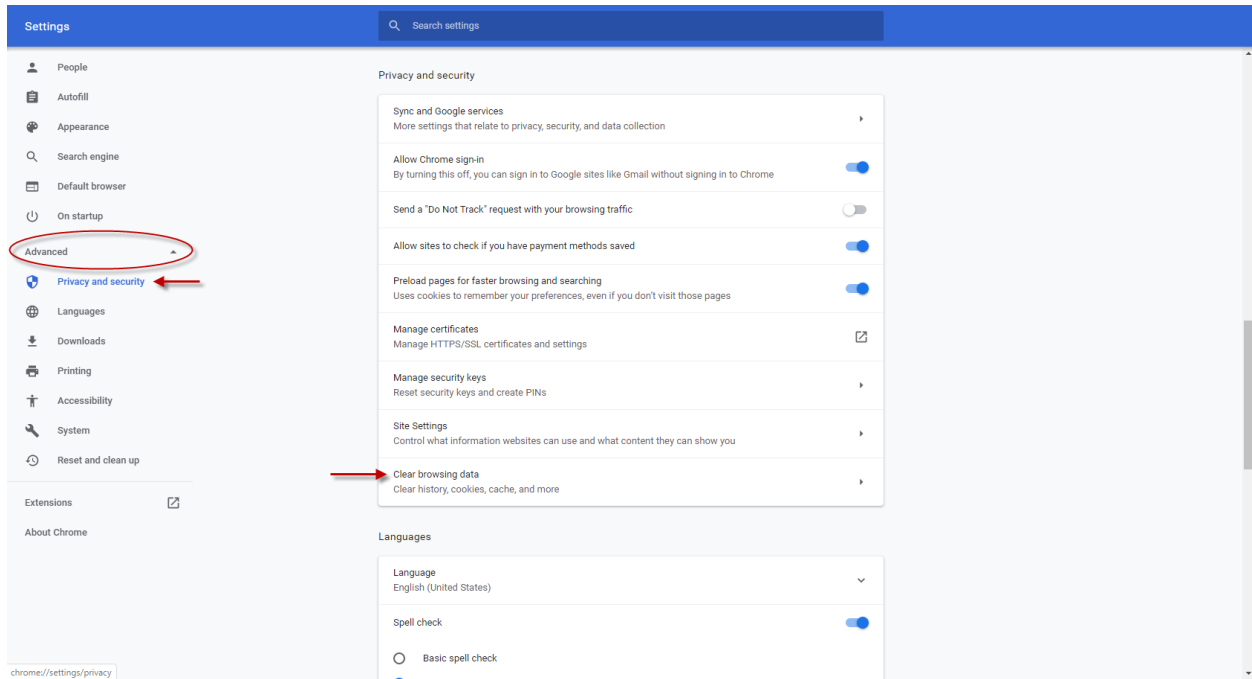 Settings
Search settings
People
Autofill
Appearance
Search engine
Default browser
On startup
Advanced
Privacy and security
Languages
Downloads
Printing
Accessibility
System
Reset and clean up
Extensions
About Chrome
Privacy and security
Sync and Google services
More settings that relate to privacy, security, and data collection
Allow Chrome sign-in
By turning this off, you can sign in to Google sites like Gmail without signing in to Chrome
Send a "Do Not Track" request with your browsing traffic
Allow sites to check if you have payment methods saved
Preload pages for faster browsing and searching
Uses cookies to remember your preferences, even if you don't visit those pages
Manage certificates
Manage HTTPS/SSL certificates and settings
Manage security keys
Reset security keys and create PINs
Site Settings
Control what information websites can use and what content they can show you
Clear browsing data
Clear history, cookies, cache, and more
Languages
Language
English (United States)
Spell check
Basic spell check
chrome://settings/privacy